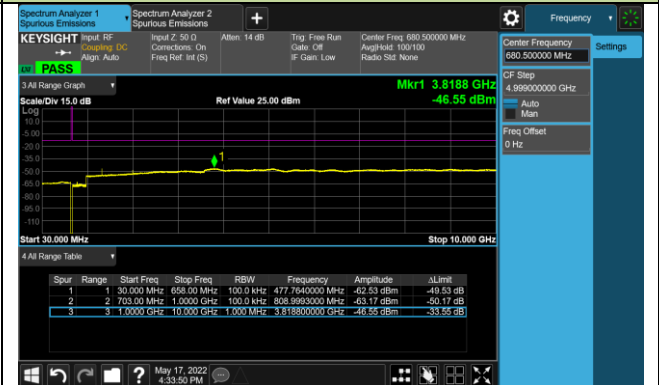 Spectrum Analyzer 1
Spurious Emissions
Spectrum Analyzer 2
Spurious Emissions
Frequency
KEYSIGHT
Input: RF
Coupling: DC
Align: Auto
Input Z: 50 Ω
Corrections: On
Freq Ref: Int (S)
Atten: 14 dB
Trig: Free Run
Gate: Off
IF Gain: Low
Center Freq: 680.500000 MHz
Avg|Hold: 100/100
Radio Std: None
PASS
Center Frequency
680.500000 MHz
Settings
CF Step
4.999000000 GHz
Auto
Man
Freq Offset
0 Hz
3 All Range Graph
Mkr1 3.8188 GHz
-46.55 dBm
Scale/Div 15.0 dB
Ref Value 25.00 dBm
Log
10.0
-5.00
-20.0
-35.0
-50.0
-65.0
-80.0
-95.0
-110
1
Start 30.000 MHz
Stop 10.000 GHz
4 All Range Table
Spur Range Start Freq Stop Freq RBW Frequency Amplitude ΔLimit
1 1 30.000 MHz 658.00 MHz 100.0 kHz 477.7640000 MHz -62.53 dBm -49.53 dB
2 2 703.00 MHz 1.0000 GHz 100.0 kHz 808.9993000 MHz -63.17 dBm -50.17 dB
3 3 1.0000 GHz 10.000 GHz 1.000 MHz 3.818800000 GHz -46.55 dBm -33.55 dB
May 17, 2022
4:33:50 PM